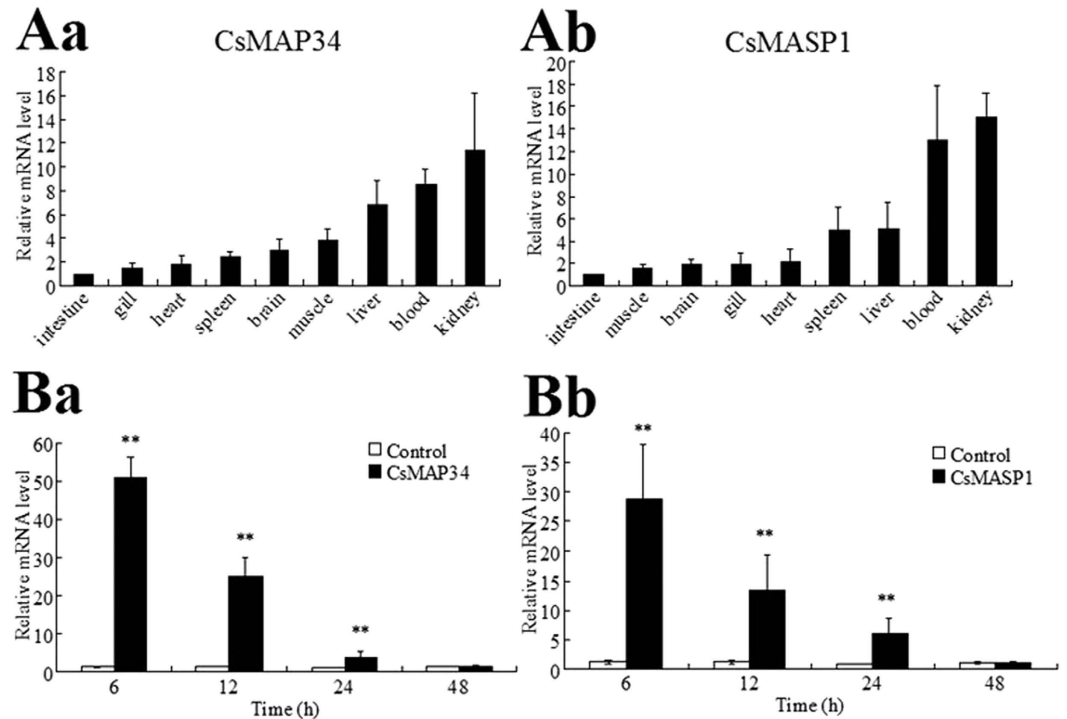 Aa
CsMAP34
Relative mRNA level
18
16
14
12
10
8
6
4
2
0
intestine
gill
heart
spleen
brain
muscle
liver
blood
kidney
Ab
CsMASP1
Relative mRNA level
20
18
16
14
12
10
8
6
4
2
0
intestine
muscle
brain
gill
heart
spleen
liver
blood
kidney
Ba
Relative mRNA level
60
50
40
30
20
10
0
**
**
**
Control
CsMAP34
6
12
24
48
Time (h)
Bb
Relative mRNA level
40
35
30
25
20
15
10
5
0
**
**
**
Control
CsMASP1
6
12
24
48
Time (h)